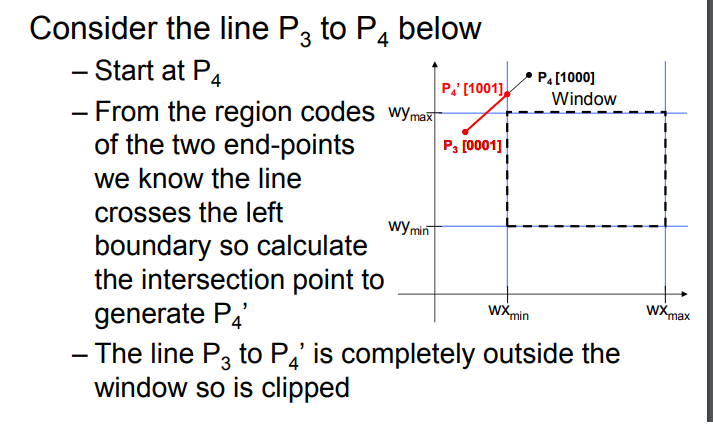 Consider the line P₃ to P₄ below
– Start at P₄
– From the region codes
of the two end-points
we know the line
crosses the left
boundary so calculate
the intersection point to
generate P₄’
– The line P₃ to P₄’ is completely outside the
window so is clipped
P₄ [1000]
P₄’ [1001]
Window
wyₘₐₓ
P₃ [0001]
wyₘᵢₙ
wxₘᵢₙ
wxₘₐₓ